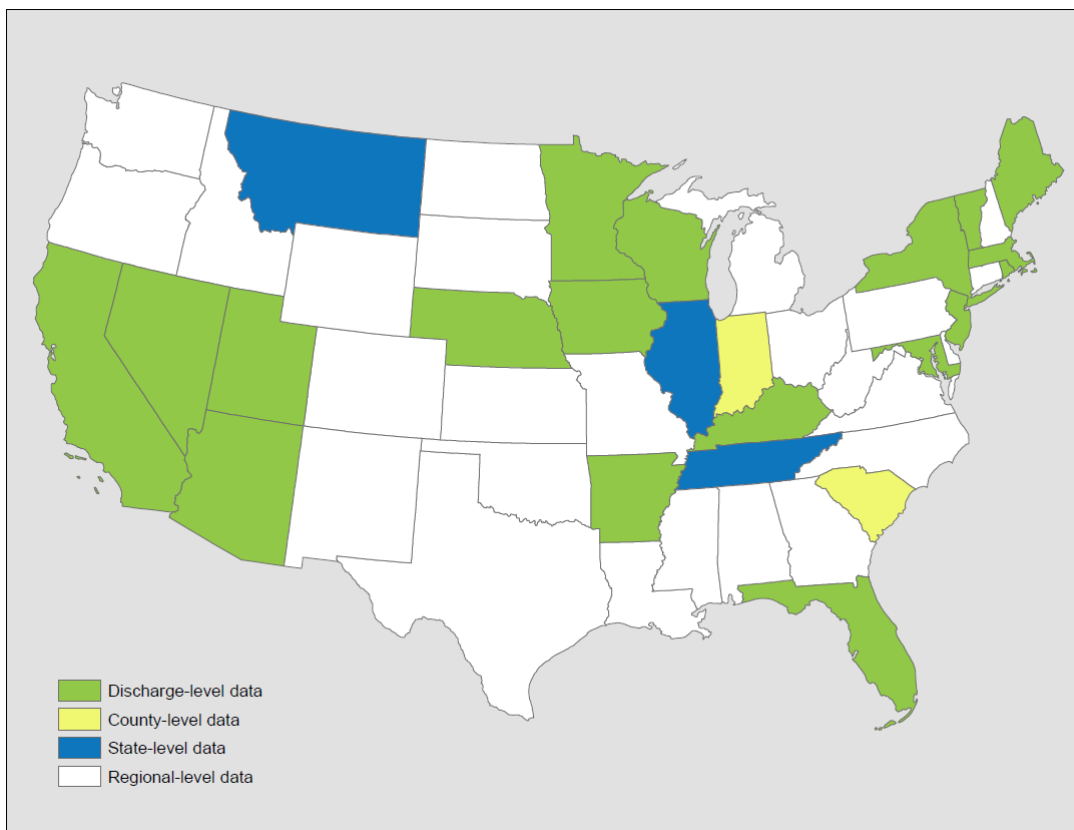 Discharge-level data
County-level data
State-level data
Regional-level data